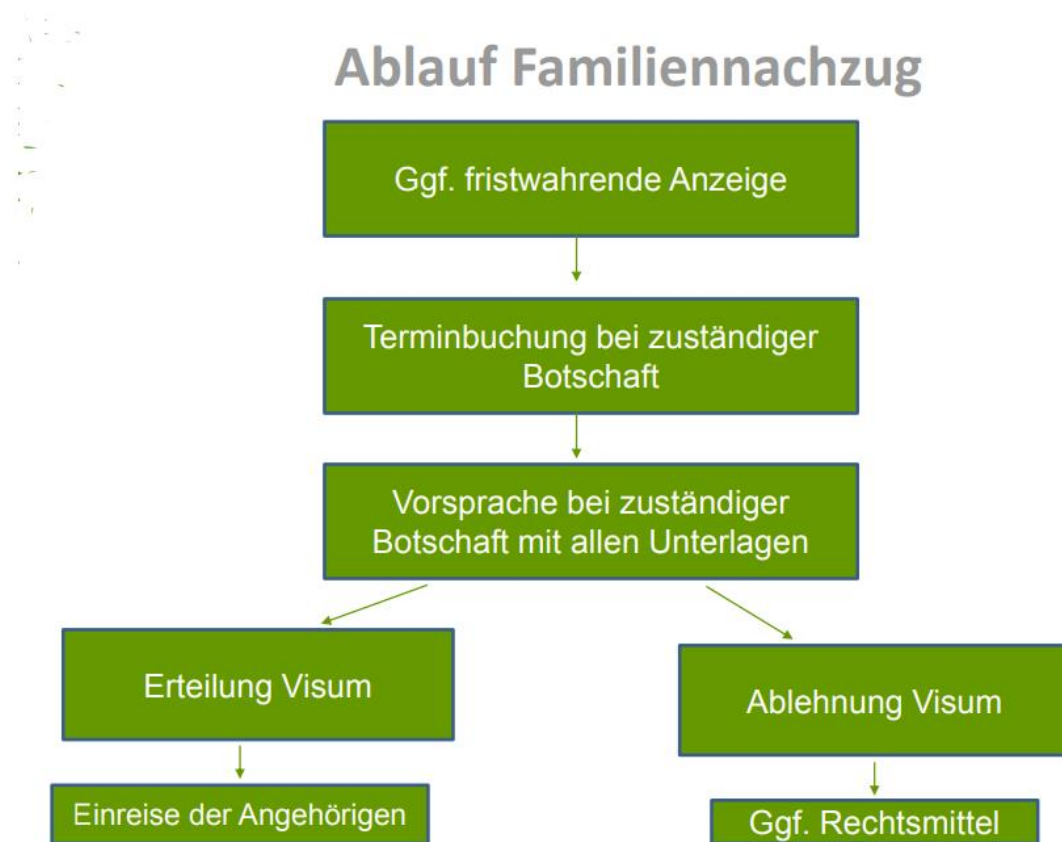 Ablauf Familiennachzug
Ggf. fristwahrende Anzeige
Terminbuchung bei zuständiger
Botschaft
Vorsprache bei zuständiger
Botschaft mit allen Unterlagen
Erteilung Visum
Ablehnung Visum
Einreise der Angehörigen
Ggf. Rechtsmittel